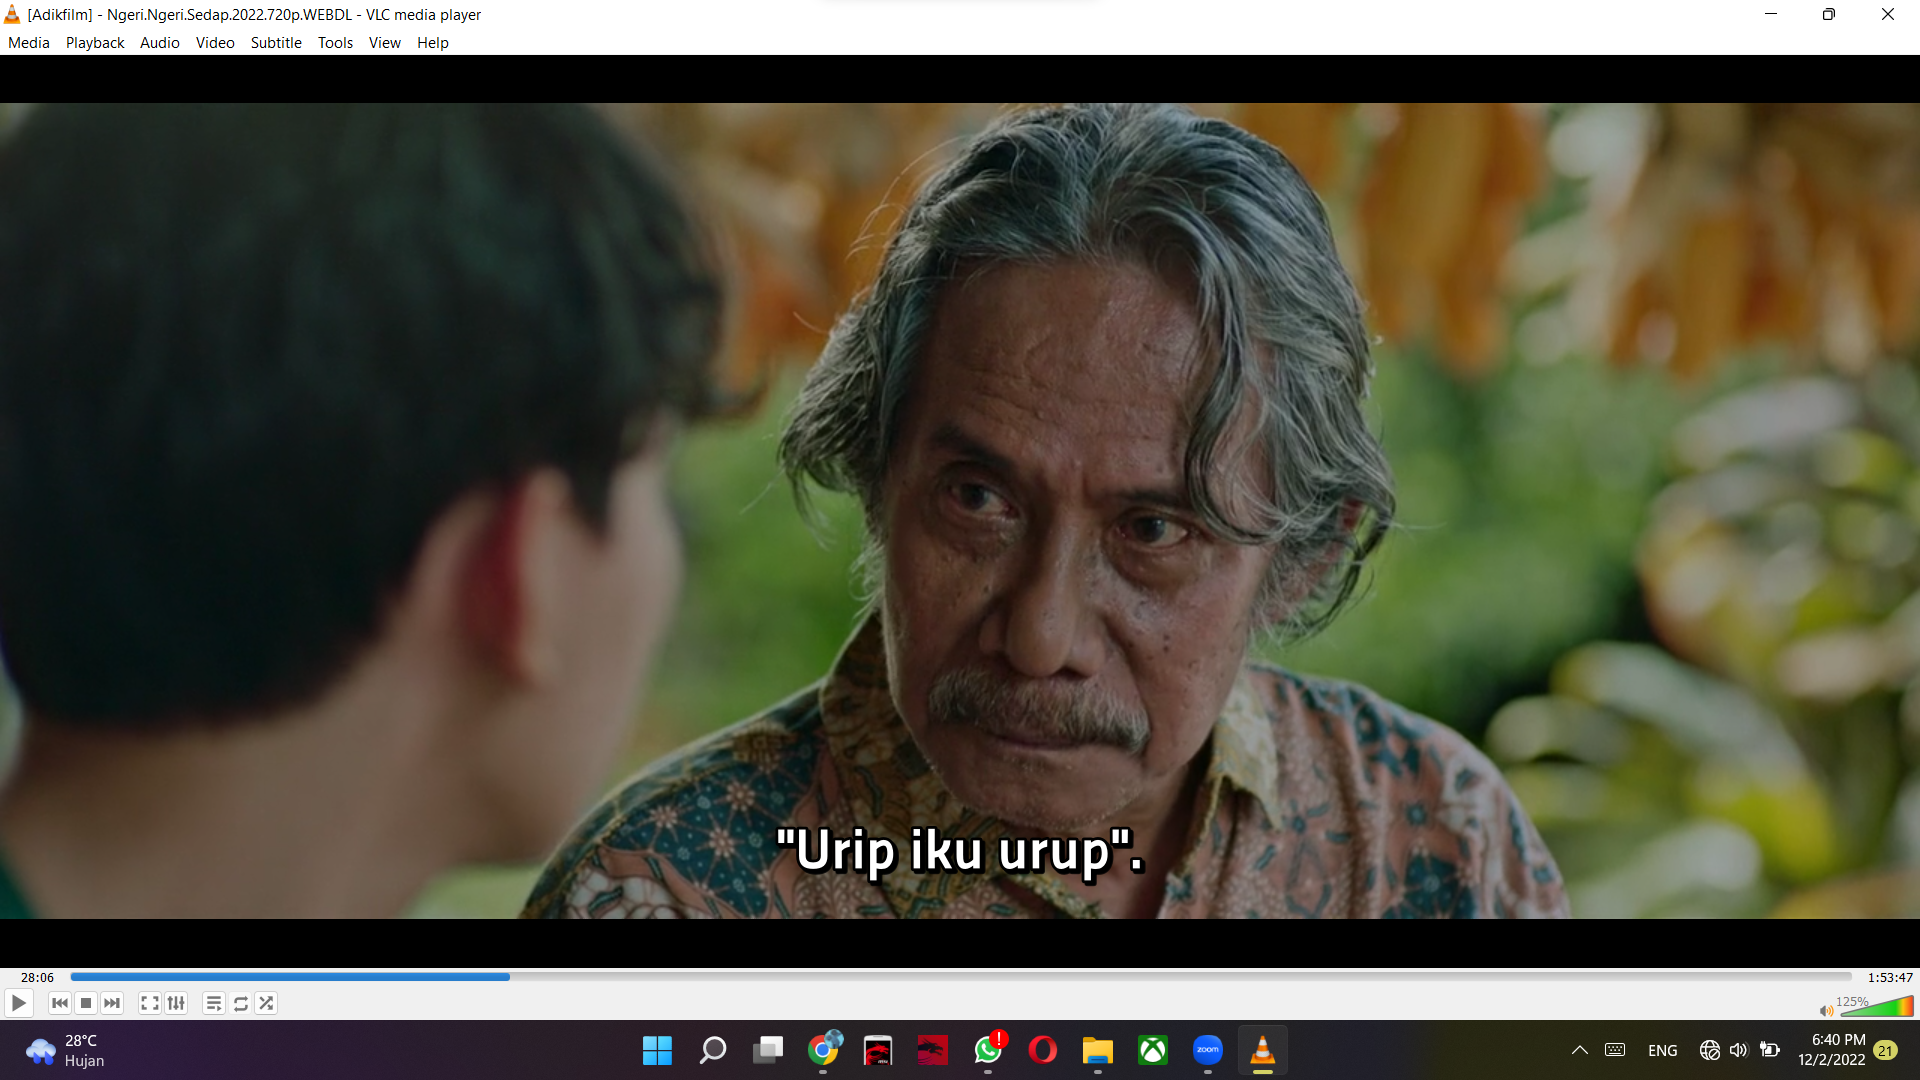 [Adikfilm] - Ngeri.Ngeri.Sedap.2022.720p.WEBDL - VLC media player
Media Playback Audio Video Subtitle Tools View Help
"Urip iku urup".
28:06 1:53:47
125%
28°C
Hujan
!
zoom
ENG
6:40 PM
12/2/2022
21